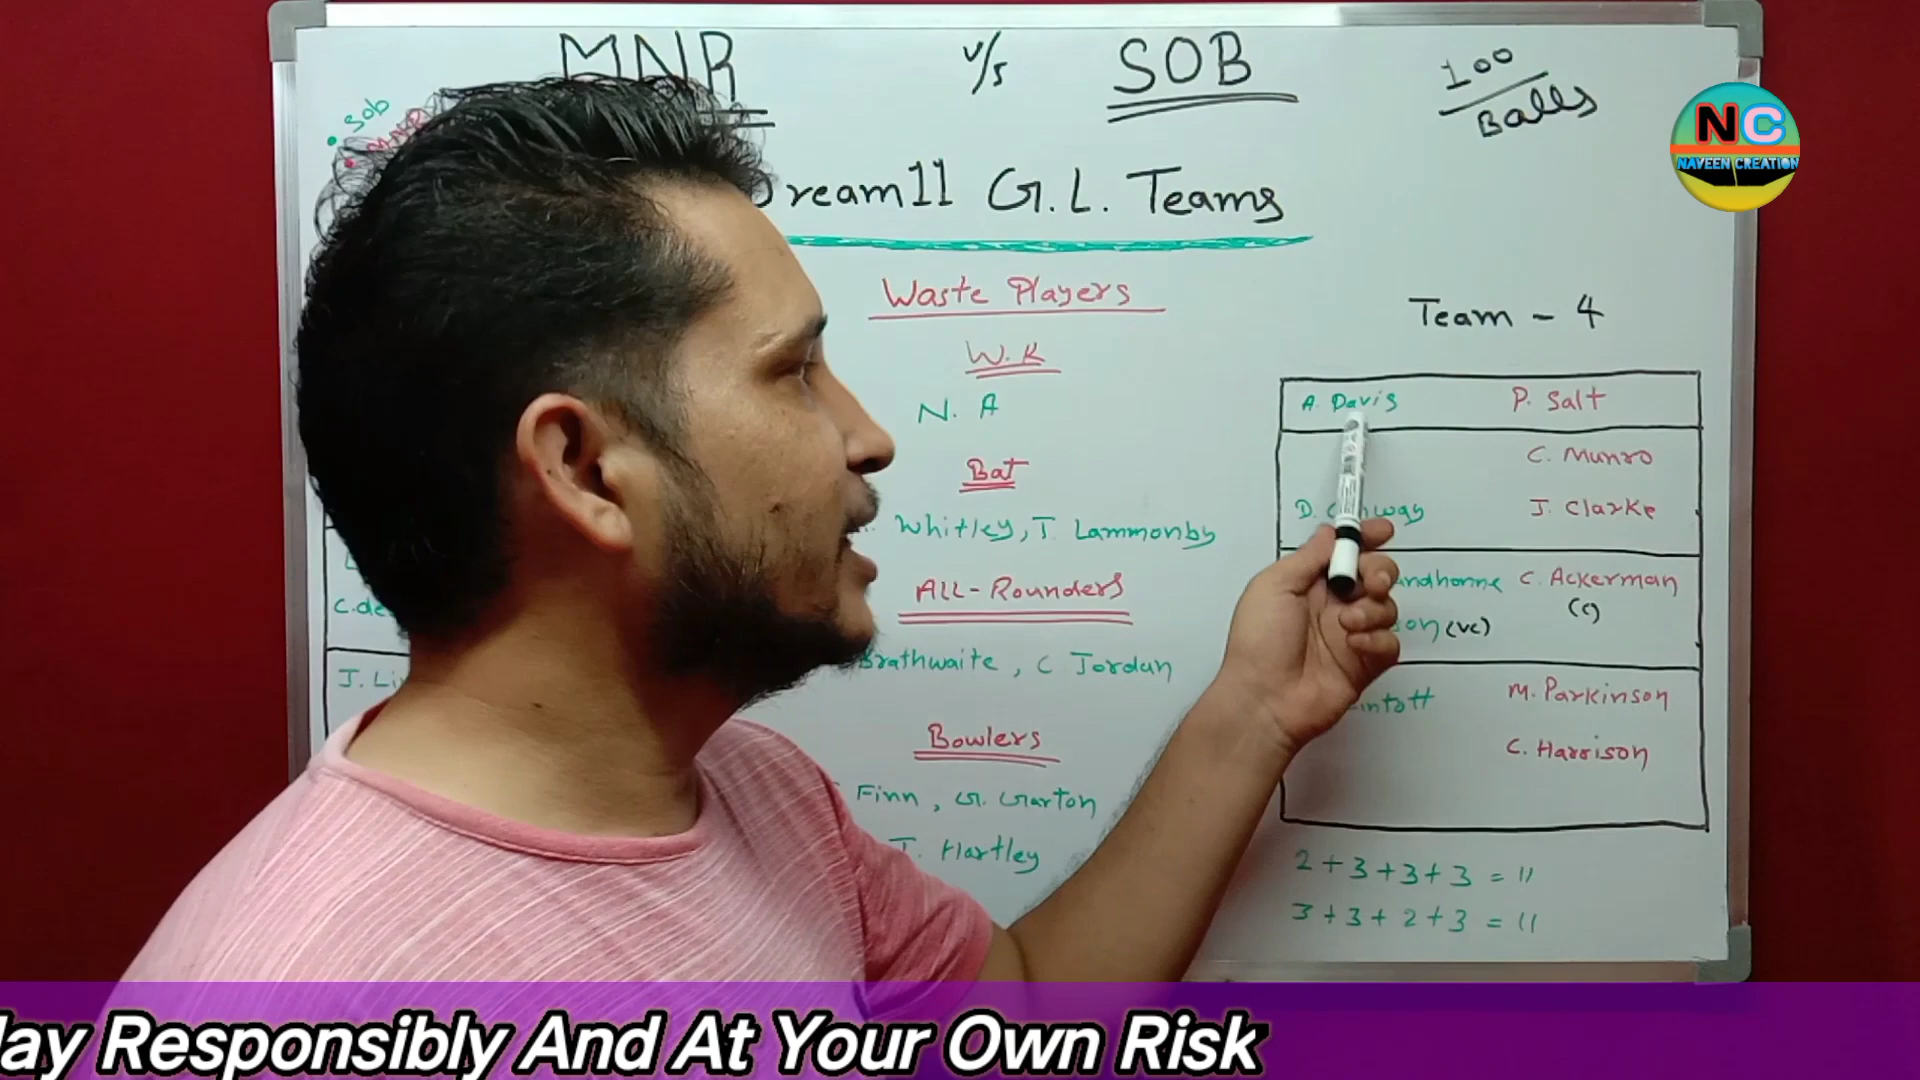 MNR v/s SOB
100
Balls
NC
NAVEEN CREATION
• SOB
• MNR
Dream11 G.L. Teams
Waste Players
W.K
N. A
Bat
Whitley, T. Lammonby
All-Rounders
Brathwaite, C Jordan
Bowlers
Finn, G. Garton
T. Hartley
C.de
J. Li
Team - 4
A. Davis P. Salt
C. Munro
D. Conway J. Clarke
C. Ackerman
(c)
(vc)
M. Parkinson
C. Harrison
2+3+3+3 = 11
3+3+2+3 = 11
lay Responsibly And At Your Own Risk